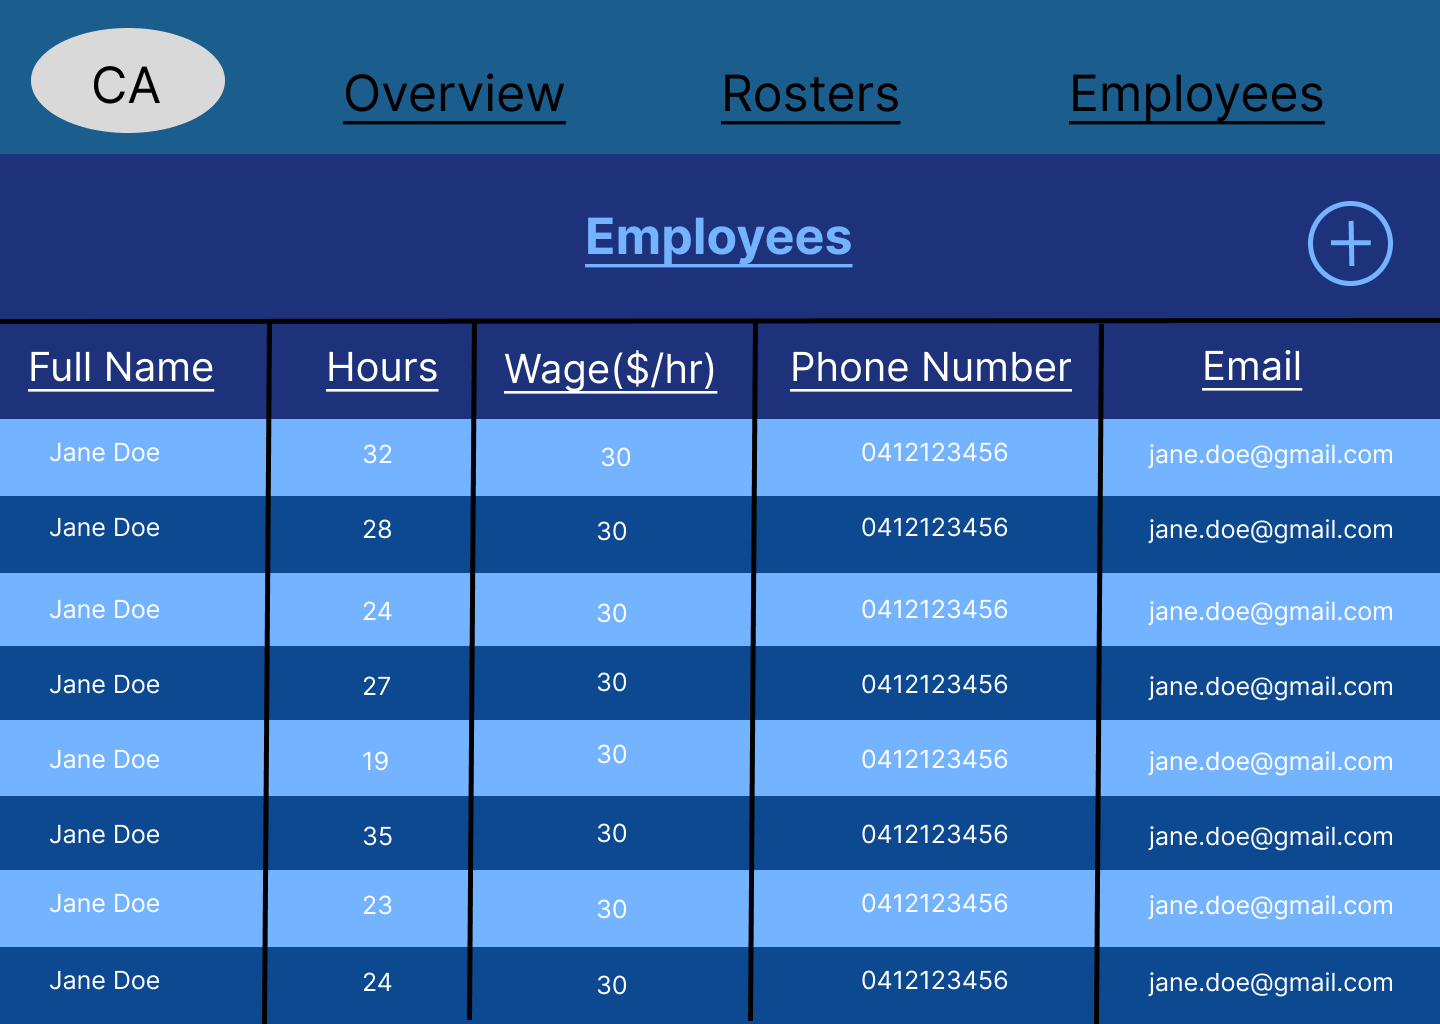 CA Overview Rosters Employees
Employees
Full Name Hours Wage($/hr) Phone Number Email
Jane Doe 32 30 0412123456 jane.doe@gmail.com
Jane Doe 28 30 0412123456 jane.doe@gmail.com
Jane Doe 24 30 0412123456 jane.doe@gmail.com
Jane Doe 27 30 0412123456 jane.doe@gmail.com
Jane Doe 19 30 0412123456 jane.doe@gmail.com
Jane Doe 35 30 0412123456 jane.doe@gmail.com
Jane Doe 23 30 0412123456 jane.doe@gmail.com
Jane Doe 24 30 0412123456 jane.doe@gmail.com